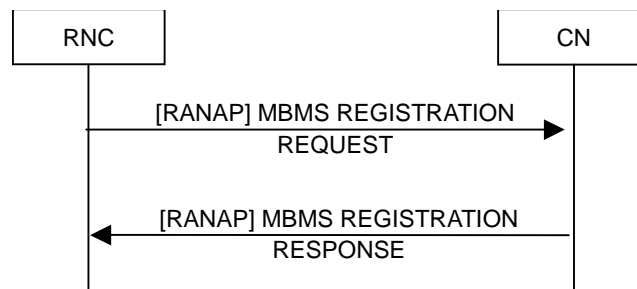 RNC
CN
[RANAP] MBMS REGISTRATION
REQUEST
[RANAP] MBMS REGISTRATION
RESPONSE